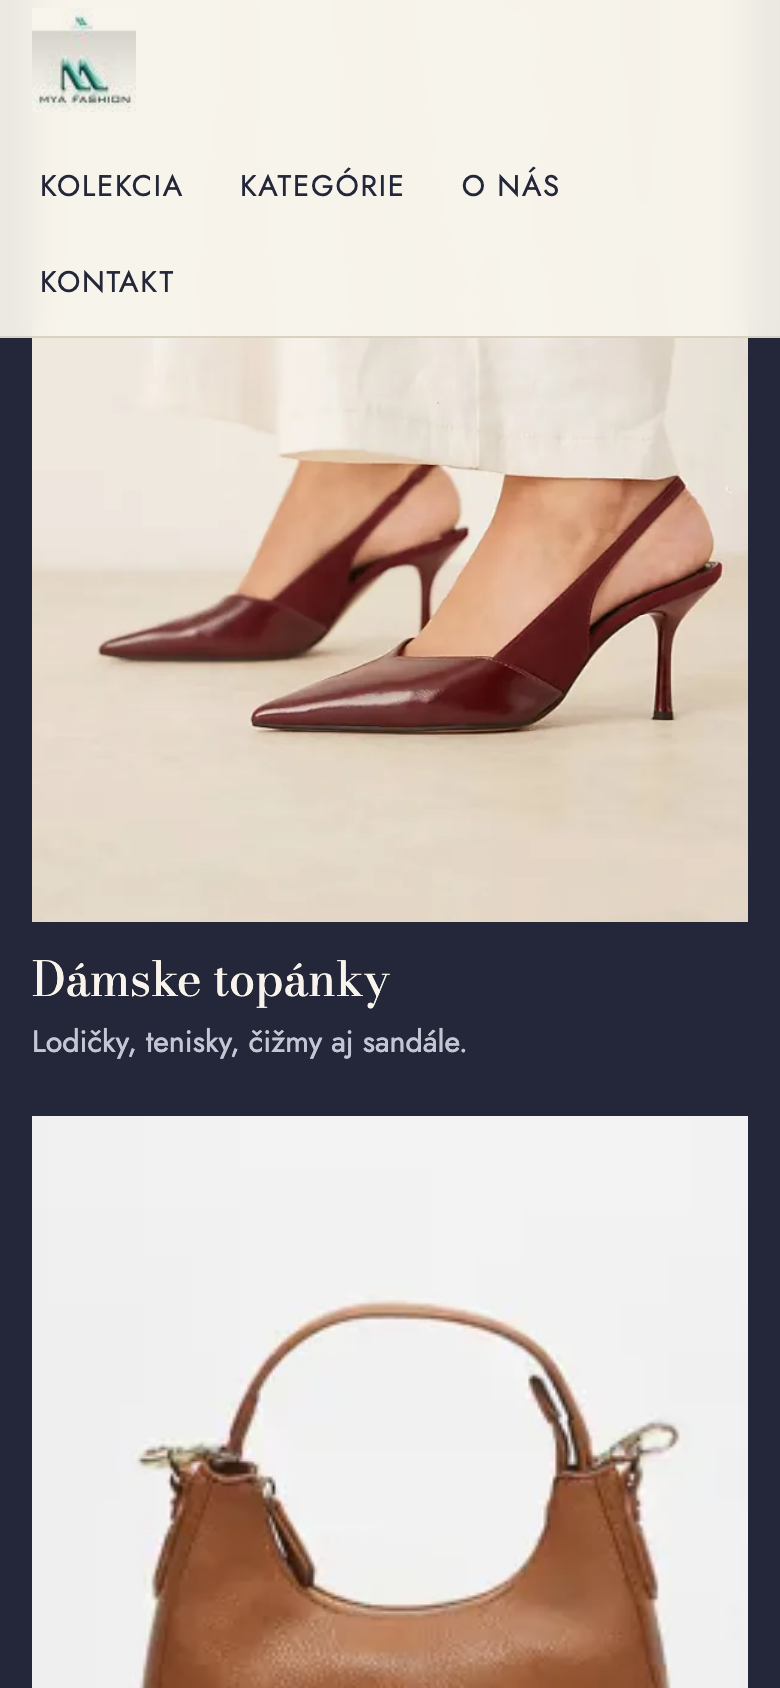 MYA FASHION
KOLEKCIA KATEGÓRIE O NÁS
KONTAKT
Dámske topánky
Lodičky, tenisky, čižmy aj sandále.